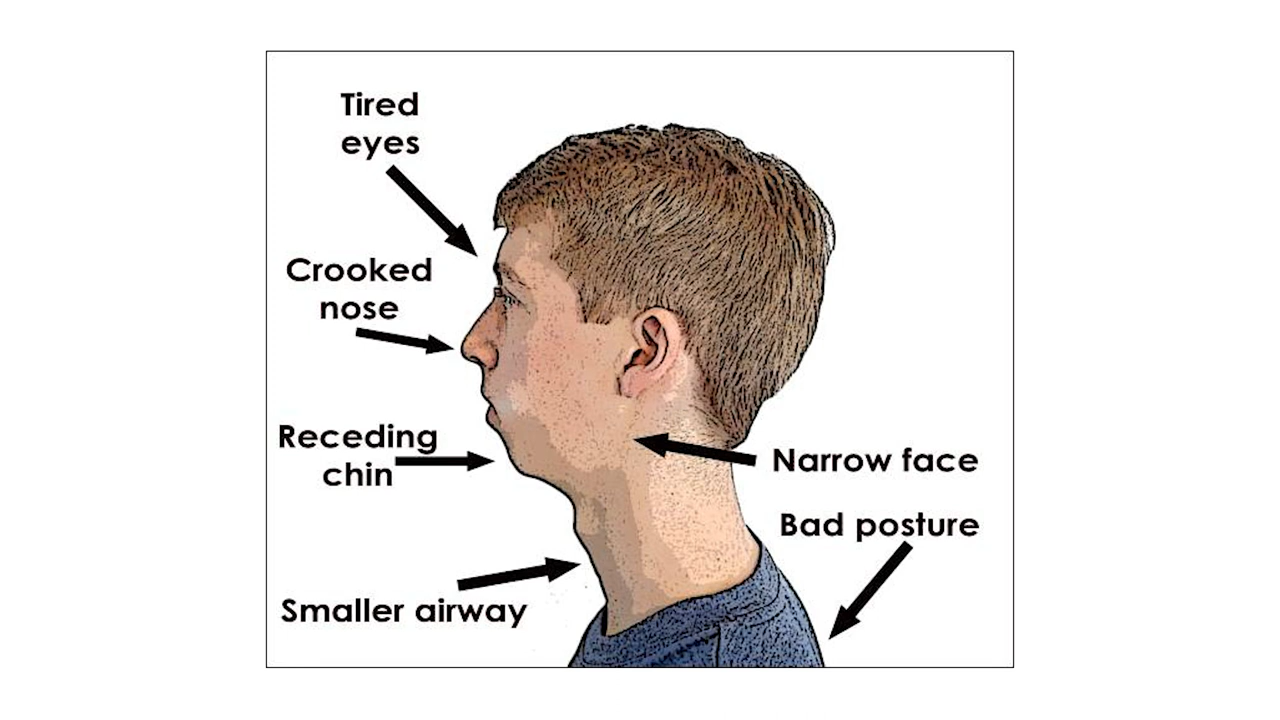 Tired
eyes
Crooked
nose
Receding
chin
Narrow face
Bad posture
Smaller airway